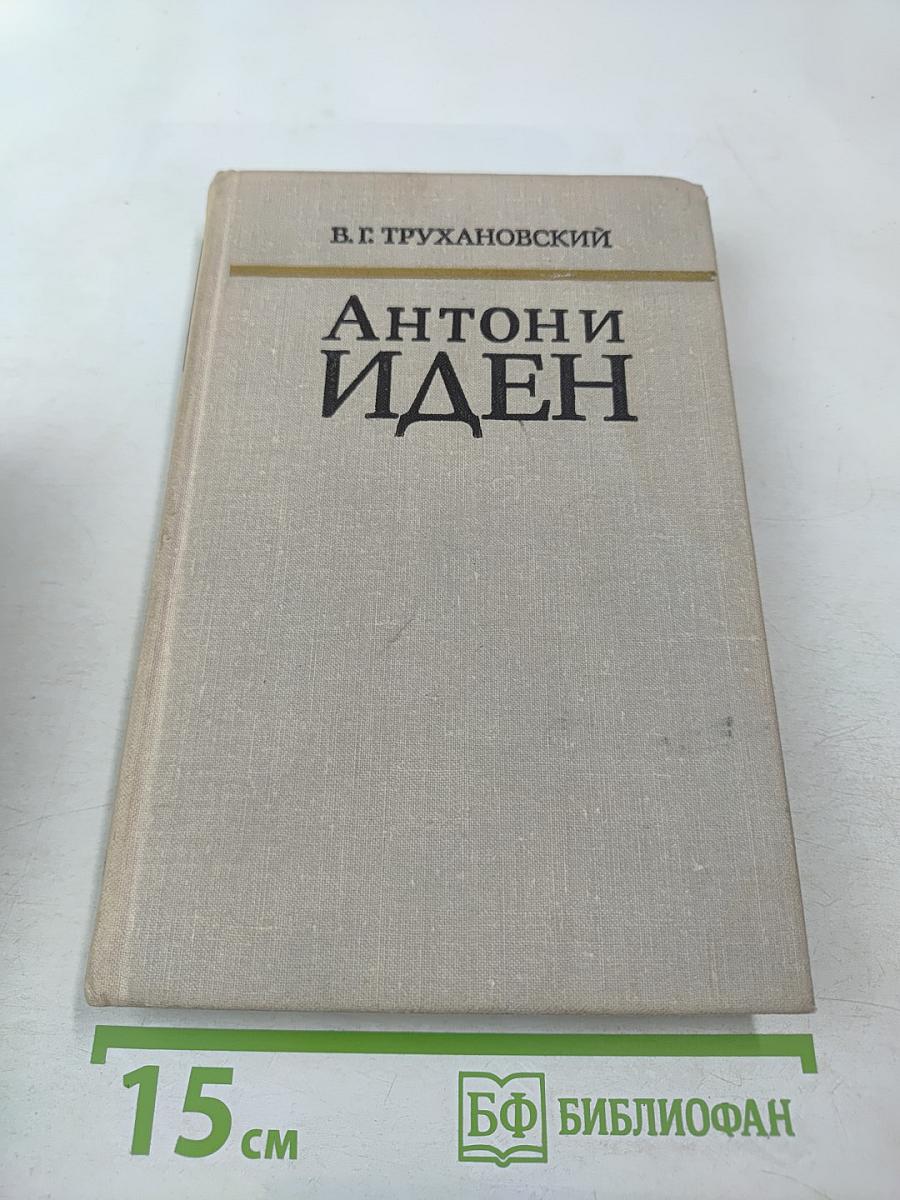 В. Г. ТРУХАНОВСКИЙ
АНТОНИ
ИДЕН
15 см
БФ БИБЛИОФАН